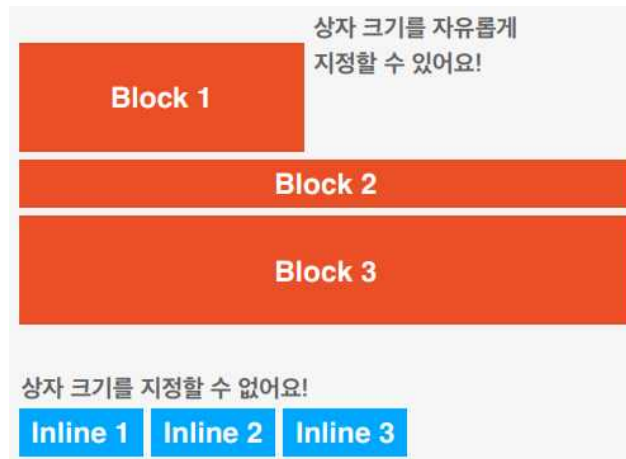 상자 크기를 자유롭게
지정할 수 있어요!
Block 1
Block 2
Block 3
상자 크기를 지정할 수 없어요!
Inline 1 Inline 2 Inline 3